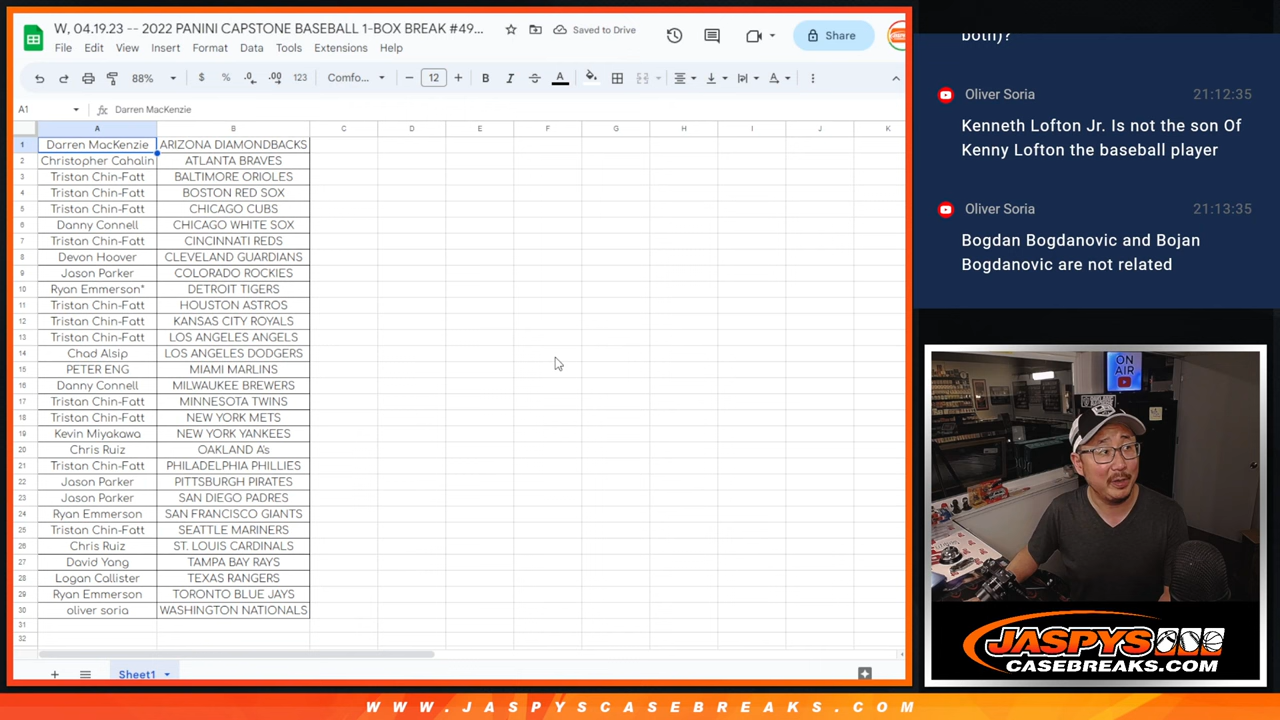 W, 04.19.23 -- 2022 PANINI CAPSTONE BASEBALL 1-BOX BREAK #49...
Saved to Drive
Share
File Edit View Insert Format Data Tools Extensions Help
88% $ % .0 .00 123 Comfo... 12 B I A
A1 fx Darren MacKenzie
A B C D E F G H I J K
1 Darren MacKenzie ARIZONA DIAMONDBACKS
2 Christopher Cahalin ATLANTA BRAVES
3 Tristan Chin-Fatt BALTIMORE ORIOLES
4 Tristan Chin-Fatt BOSTON RED SOX
5 Tristan Chin-Fatt CHICAGO CUBS
6 Danny Connell CHICAGO WHITE SOX
7 Tristan Chin-Fatt CINCINNATI REDS
8 Devon Hoover CLEVELAND GUARDIANS
9 Jason Parker COLORADO ROCKIES
10 Ryan Emmerson* DETROIT TIGERS
11 Tristan Chin-Fatt HOUSTON ASTROS
12 Tristan Chin-Fatt KANSAS CITY ROYALS
13 Tristan Chin-Fatt LOS ANGELES ANGELS
14 Chad Alsip LOS ANGELES DODGERS
15 PETER ENG MIAMI MARLINS
16 Danny Connell MILWAUKEE BREWERS
17 Tristan Chin-Fatt MINNESOTA TWINS
18 Tristan Chin-Fatt NEW YORK METS
19 Kevin Miyakawa NEW YORK YANKEES
20 Chris Ruiz OAKLAND A's
21 Tristan Chin-Fatt PHILADELPHIA PHILLIES
22 Jason Parker PITTSBURGH PIRATES
23 Jason Parker SAN DIEGO PADRES
24 Ryan Emmerson SAN FRANCISCO GIANTS
25 Tristan Chin-Fatt SEATTLE MARINERS
26 Chris Ruiz ST. LOUIS CARDINALS
27 David Yang TAMPA BAY RAYS
28 Logan Callister TEXAS RANGERS
29 Ryan Emmerson TORONTO BLUE JAYS
30 oliver soria WASHINGTON NATIONALS
31
32
Sheet1
both)?
Oliver Soria 21:12:35
Kenneth Lofton Jr. Is not the son Of
Kenny Lofton the baseball player
Oliver Soria 21:13:35
Bogdan Bogdanovic and Bojan
Bogdanovic are not related
ON
AIR
JASPYS
CASEBREAKS.COM
WWW.JASPYSCASEBREAKS.COM